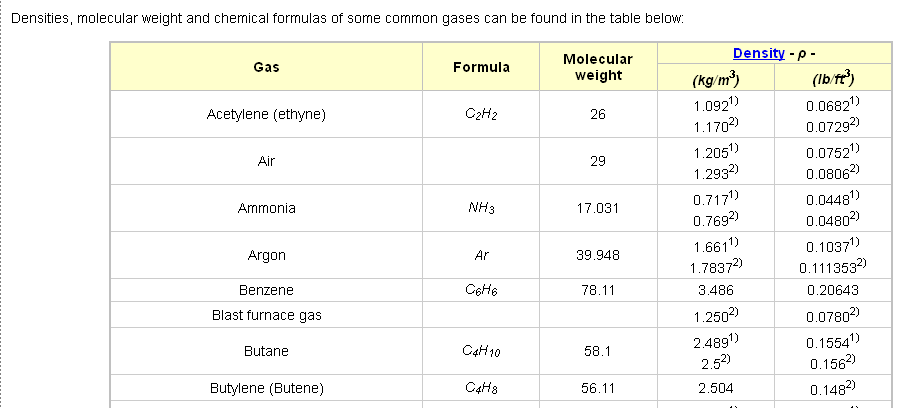 Densities, molecular weight and chemical formulas of some common gases can be found in the table below:
Gas Formula Molecular weight Density - ρ -
(kg/m³) (lb/ft³)
Acetylene (ethyne) C₂H₂ 26 1.092¹⁾ 0.0682¹⁾
1.170²⁾ 0.0729²⁾
Air 29 1.205¹⁾ 0.0752¹⁾
1.293²⁾ 0.0806²⁾
Ammonia NH₃ 17.031 0.717¹⁾ 0.0448¹⁾
0.769²⁾ 0.0480²⁾
Argon Ar 39.948 1.661¹⁾ 0.1037¹⁾
1.7837²⁾ 0.111353²⁾
Benzene C₆H₆ 78.11 3.486 0.20643
Blast furnace gas 1.250²⁾ 0.0780²⁾
Butane C₄H₁₀ 58.1 2.489¹⁾ 0.1554¹⁾
2.5²⁾ 0.156²⁾
Butylene (Butene) C₄H₈ 56.11 2.504 0.148²⁾